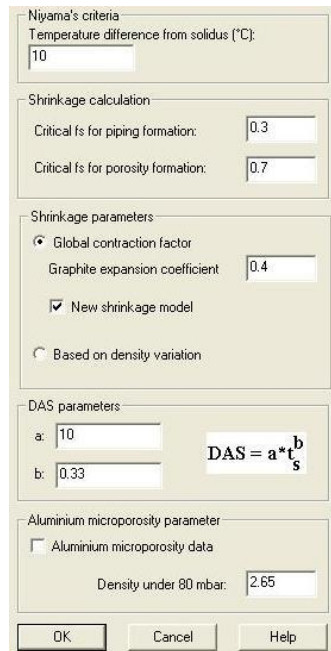 Niyama's criteria
Temperature difference from solidus (°C):
10
Shrinkage calculation
Critical fs for piping formation: 0.3
Critical fs for porosity formation: 0.7
Shrinkage parameters
Global contraction factor
Graphite expansion coefficient 0.4
New shrinkage model
Based on density variation
DAS parameters
a: 10
DAS = a*t_s^b
b: 0.33
Aluminium microporosity parameter
Aluminium microporosity data
Density under 80 mbar: 2.65
OK Cancel Help